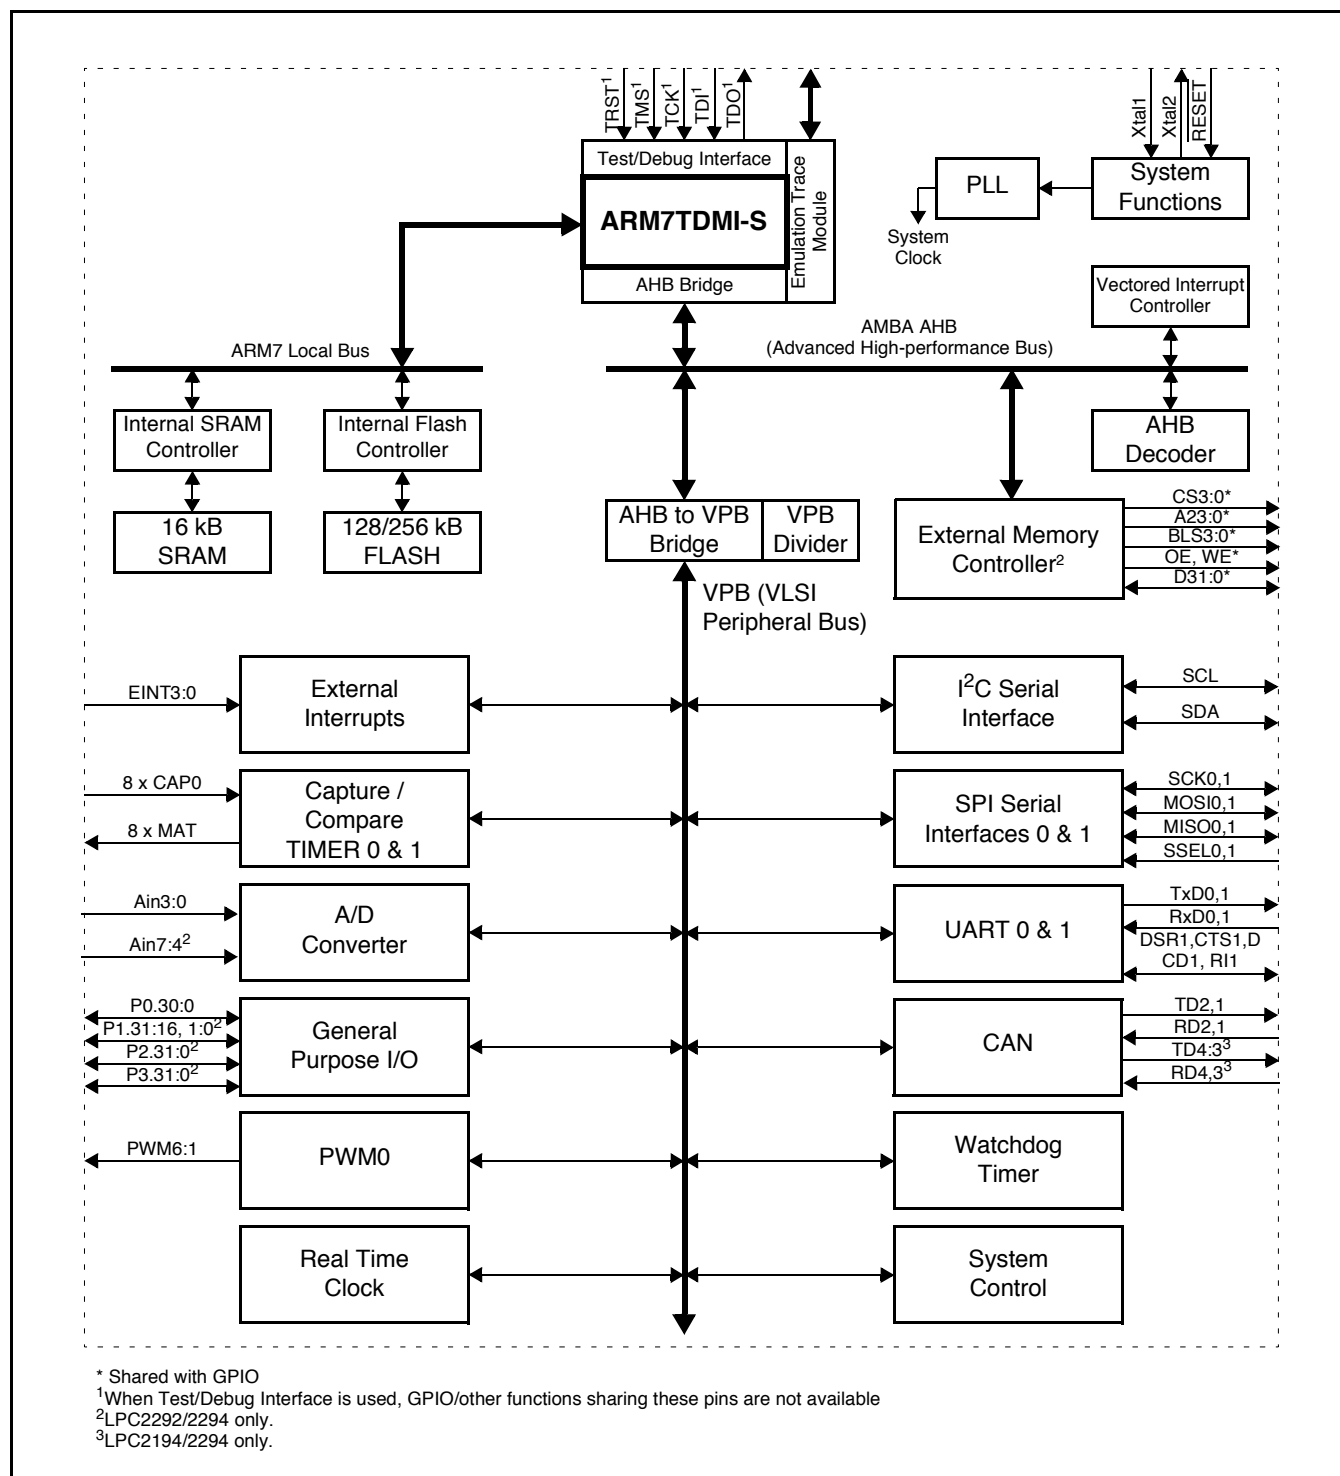 TRST1
TMS1
TCK1
TDI1
TDO1
Xtal1
Xtal2
RESET
Test/Debug Interface
ARM7TDMI-S
AHB Bridge
Emulation Trace
Module
PLL
System
Functions
System
Clock
Vectored Interrupt
Controller
ARM7 Local Bus
AMBA AHB
(Advanced High-performance Bus)
Internal SRAM
Controller
Internal Flash
Controller
AHB
Decoder
16 kB
SRAM
128/256 kB
FLASH
AHB to VPB
Bridge
VPB
Divider
External Memory
Controller2
CS3:0*
A23:0*
BLS3:0*
OE, WE*
D31:0*
VPB (VLSI
Peripheral Bus)
EINT3:0
External
Interrupts
I2C Serial
Interface
SCL
SDA
8 x CAP0
8 x MAT
Capture /
Compare
TIMER 0 & 1
SPI Serial
Interfaces 0 & 1
SCK0,1
MOSI0,1
MISO0,1
SSEL0,1
Ain3:0
Ain7:42
A/D
Converter
UART 0 & 1
TxD0,1
RxD0,1
DSR1,CTS1,D
CD1, RI1
P0.30:0
P1.31:16, 1:02
P2.31:02
P3.31:02
General
Purpose I/O
CAN
TD2,1
RD2,1
TD4:33
RD4,33
PWM6:1
PWM0
Watchdog
Timer
Real Time
Clock
System
Control
* Shared with GPIO
1When Test/Debug Interface is used, GPIO/other functions sharing these pins are not available
2LPC2292/2294 only.
3LPC2194/2294 only.